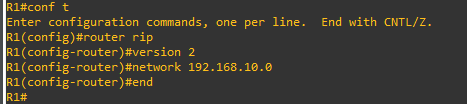 R1#conf t
Enter configuration commands, one per line.  End with CNTL/Z.
R1(config)#router rip
R1(config-router)#version 2
R1(config-router)#network 192.168.10.0
R1(config-router)#end
R1#